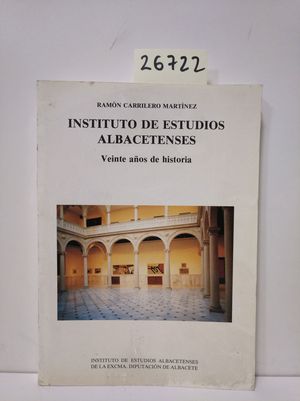 26722
RAMÓN CARRILERO MARTÍNEZ
INSTITUTO DE ESTUDIOS
ALBACETENSES
Veinte años de historia
INSTITUTO DE ESTUDIOS ALBACETENSES
DE LA EXCMA. DIPUTACIÓN DE ALBACETE